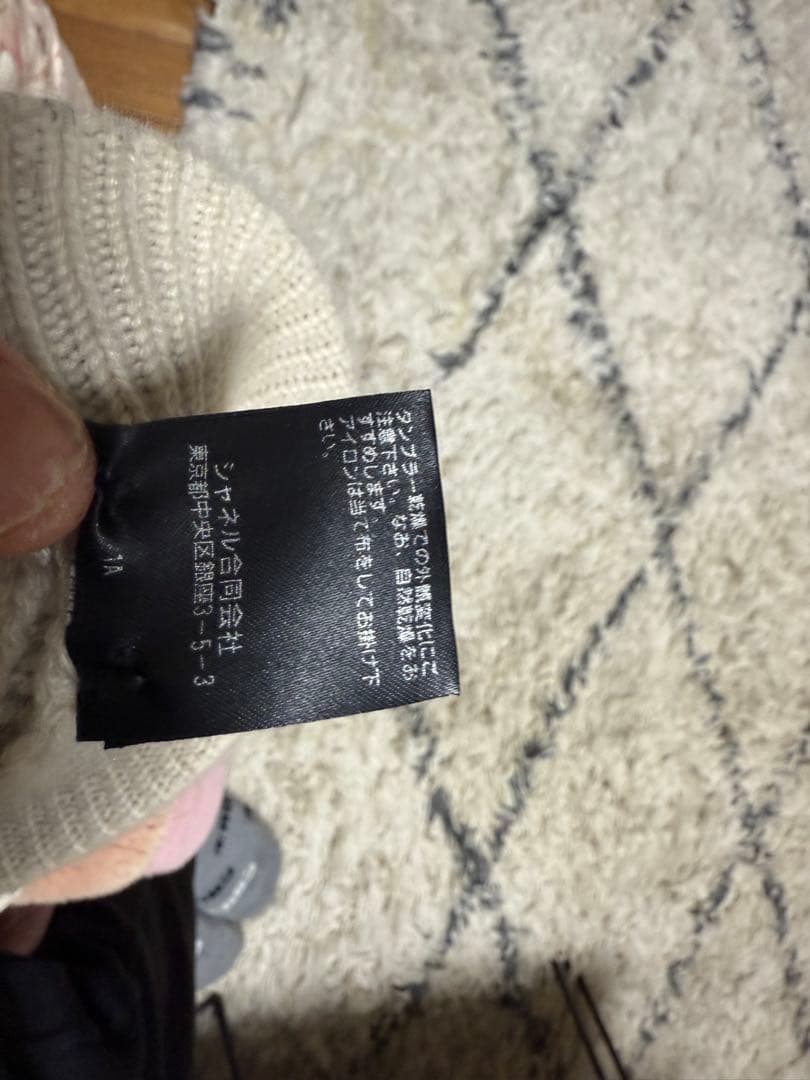 タンブラー乾燥での外観変化にご
注意下さい。なお、自然乾燥をお
すすめします。
アイロンは当て布をしてお掛け下
さい。
シャネル合同会社
東京都中央区銀座3-5-3
1A